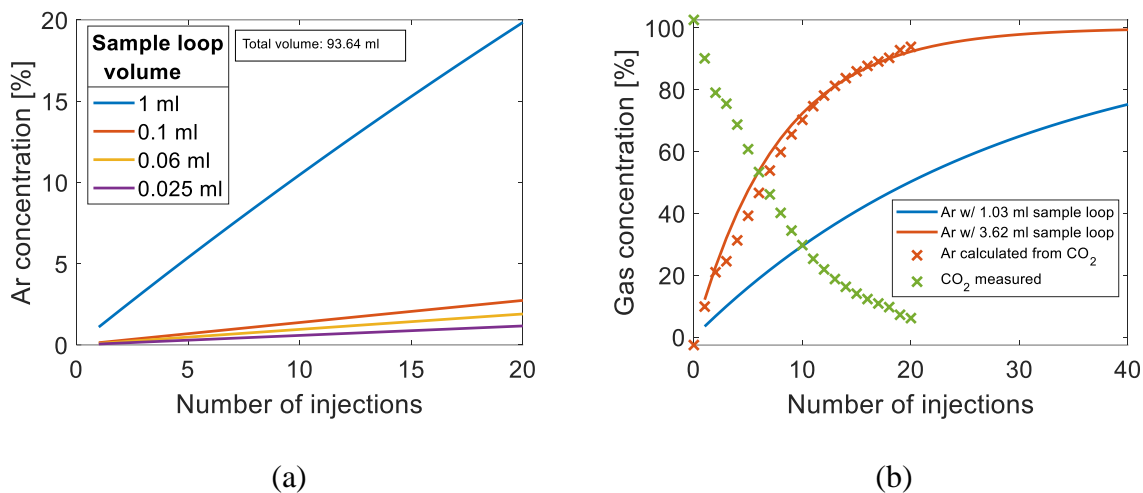 20
15
10
5
0
0
5
10
15
20
Ar concentration [%]
Number of injections
Sample loop
volume
1 ml
0.1 ml
0.06 ml
0.025 ml
Total volume: 93.64 ml
(a)
100
80
60
40
20
0
0
10
20
30
40
Gas concentration [%]
Number of injections
Ar w/ 1.03 ml sample loop
Ar w/ 3.62 ml sample loop
Ar calculated from CO₂
CO₂ measured
(b)